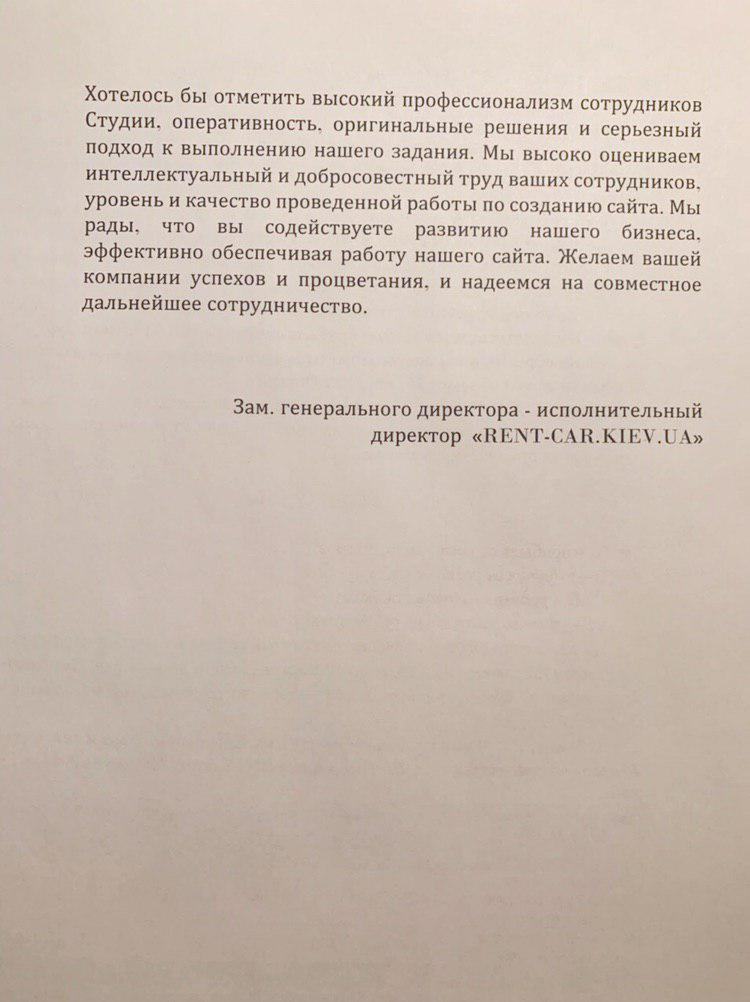 Хотелось бы отметить высокий профессионализм сотрудников
Студии, оперативность, оригинальные решения и серьезный
подход к выполнению нашего задания. Мы высоко оцениваем
интеллектуальный и добросовестный труд ваших сотрудников,
уровень и качество проведенной работы по созданию сайта. Мы
рады, что вы содействуете развитию нашего бизнеса,
эффективно обеспечивая работу нашего сайта. Желаем вашей
компании успехов и процветания, и надеемся на совместное
дальнейшее сотрудничество.
Зам. генерального директора - исполнительный
директор «RENT-CAR.KIEV.UA»